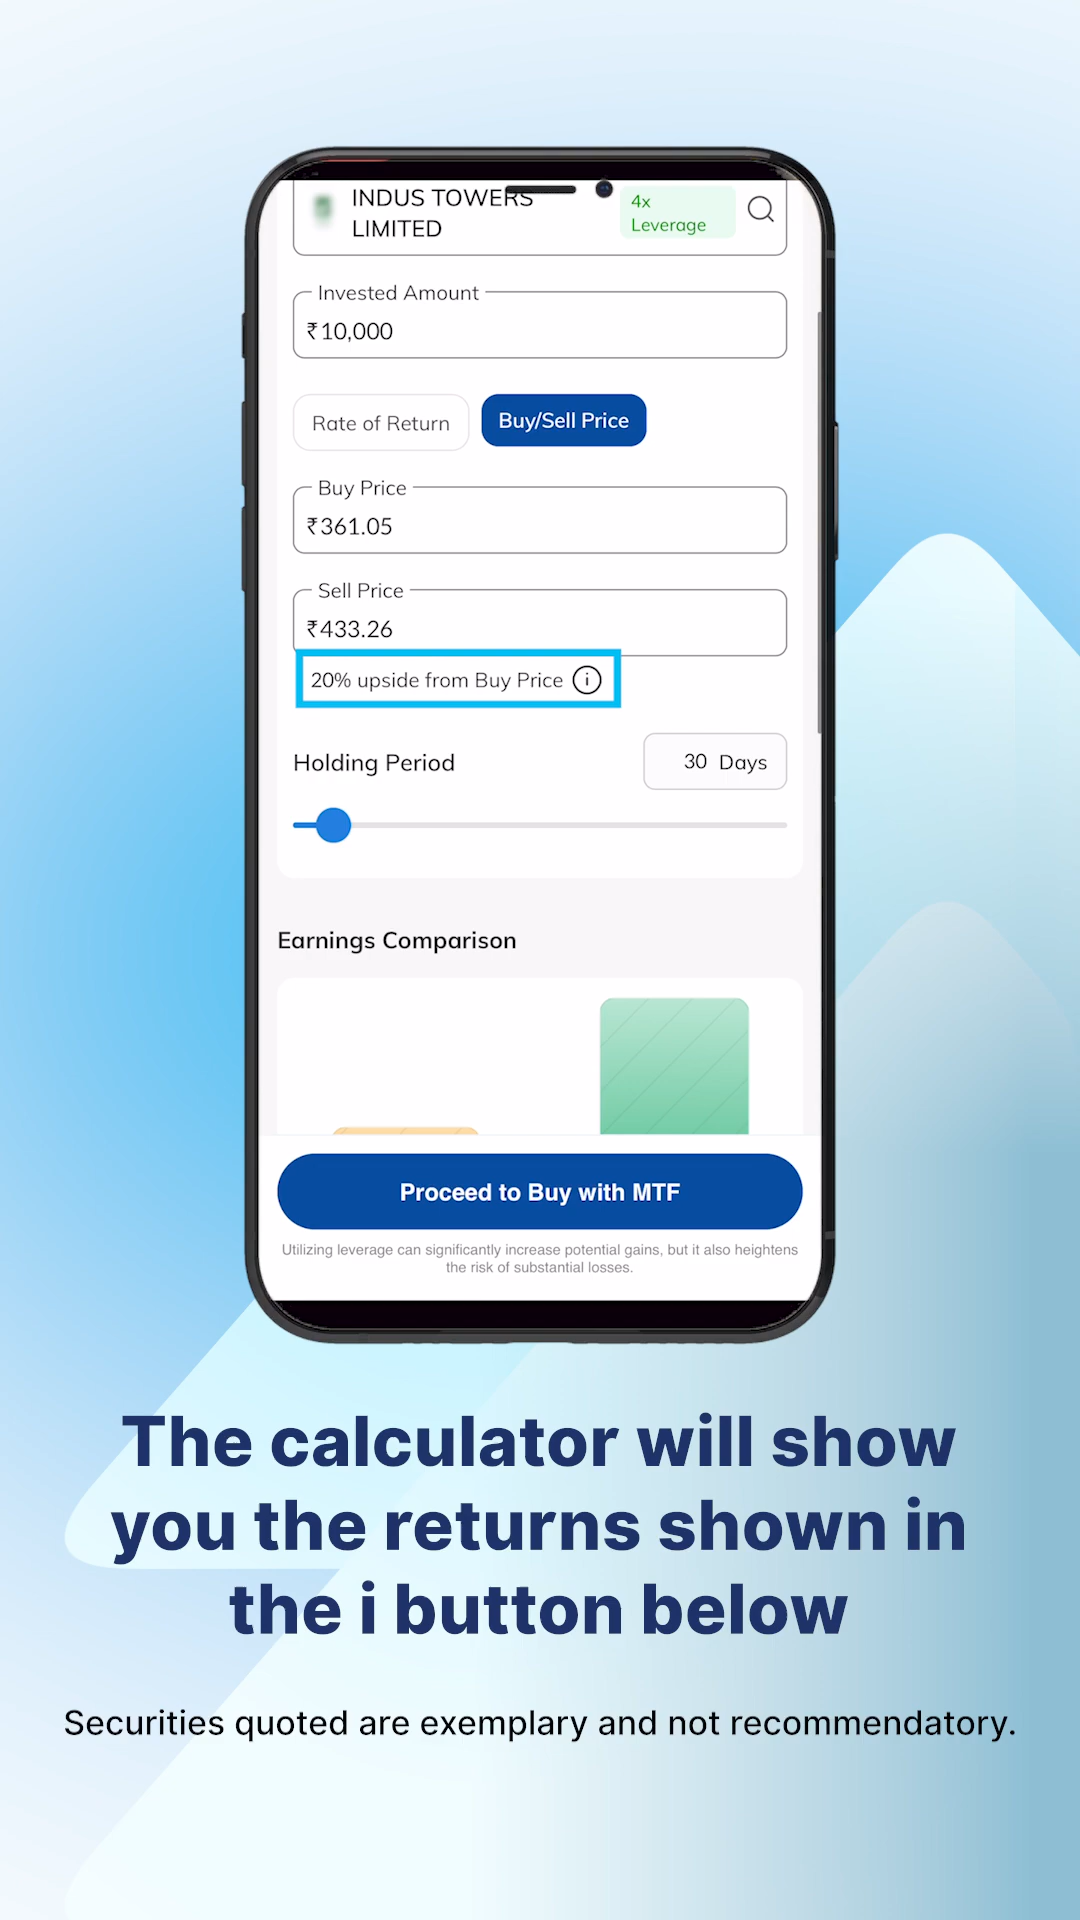 INDUS TOWERS
LIMITED
4x
Leverage
Invested Amount
₹10,000
Rate of Return
Buy/Sell Price
Buy Price
₹361.05
Sell Price
₹433.26
20% upside from Buy Price i
Holding Period
30 Days
Earnings Comparison
Proceed to Buy with MTF
Utilizing leverage can significantly increase potential gains, but it also heightens
the risk of substantial losses.
The calculator will show
you the returns shown in
the i button below
Securities quoted are exemplary and not recommendatory.